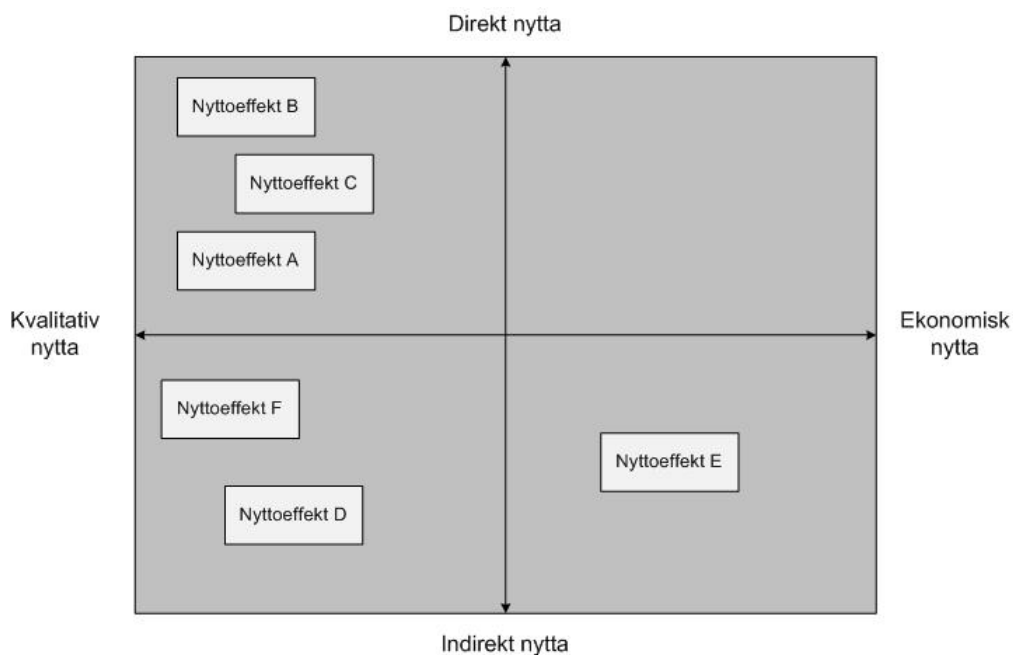 Direkt nytta
Nyttoeffekt B
Nyttoeffekt C
Nyttoeffekt A
Kvalitativ
nytta
Ekonomisk
nytta
Nyttoeffekt F
Nyttoeffekt E
Nyttoeffekt D
Indirekt nytta